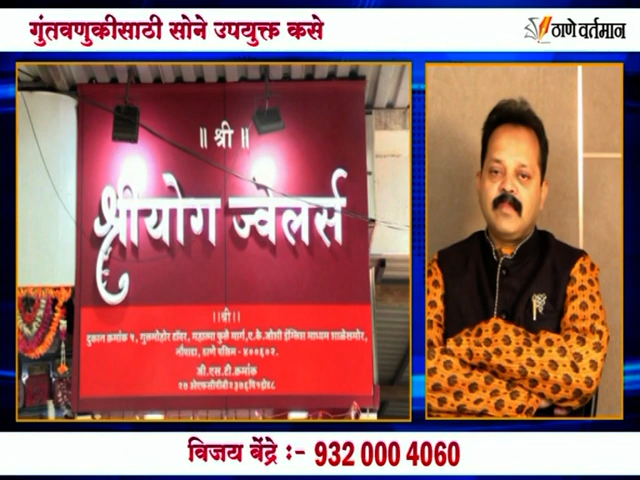 गुंतवणुकीसाठी सोने उपयुक्त कसे
ठाणे वर्तमान
॥ श्री ॥
श्रीयोग ज्वेलर्स
॥श्री॥
दुकान क्रमांक १, गुलमोहोर टॉवर, महात्मा फुले मार्ग, ए.के.जोशी इंग्लिश माध्यम शाळेसमोर,
नौपाडा, ठाणे पश्चिम - ४००६०२.
जी.एस.टी.क्रमांक
विजय बेंद्रे :- 932 000 4060